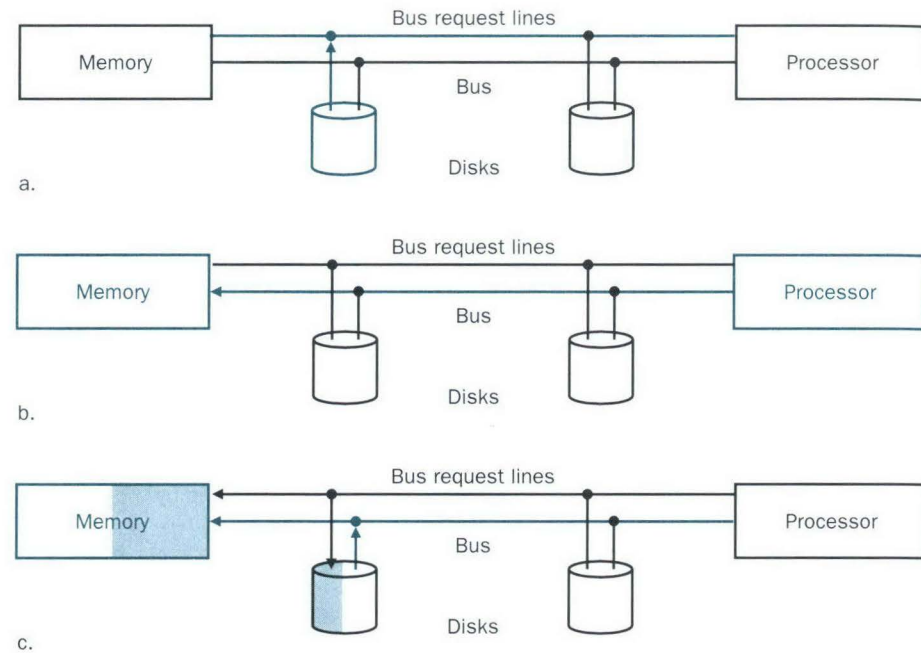 Bus request lines
Memory
Processor
Bus
Disks
a.
Bus request lines
Memory
Processor
Bus
Disks
b.
Bus request lines
Memory
Processor
Bus
Disks
c.